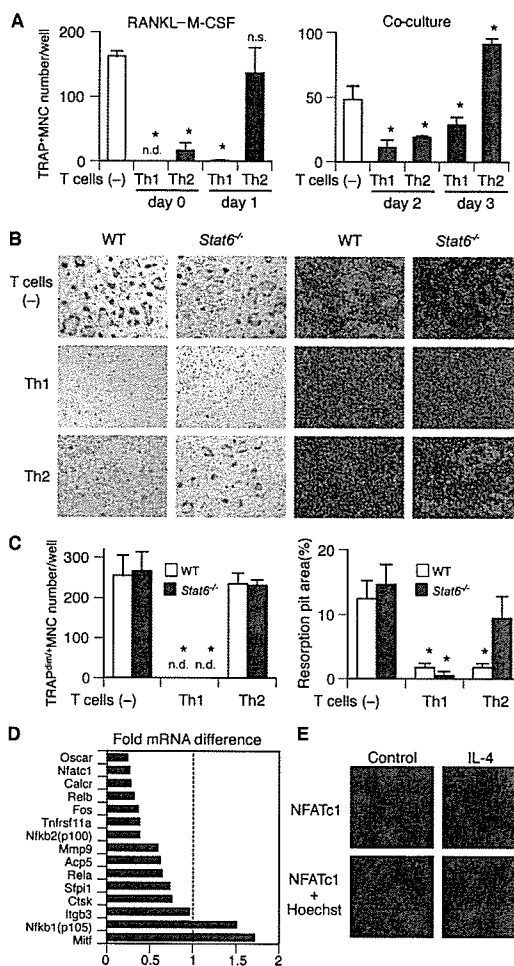 A
RANKL–M-CSF
TRAP⁺MNC number/well
200
100
0
*
n.d.
*
*
n.s.
T cells (–) Th1 Th2 Th1 Th2
day 0 day 1
Co-culture
100
50
0
*
*
*
*
T cells (–) Th1 Th2 Th1 Th2
day 2 day 3
B
WT Stat6⁻/⁻ WT Stat6⁻/⁻
T cells
(–)
Th1
Th2
C
TRAPdim/+MNC number/well
300
200
100
0
WT
Stat6⁻/⁻
* *
n.d. n.d.
T cells (–) Th1 Th2
Resorption pit area(%)
20
10
0
WT
Stat6⁻/⁻
*
*
*
T cells (–) Th1 Th2
D
Fold mRNA difference
Oscar
Nfatc1
Calcr
Relb
Fos
Tnfrsf11a
Nfkb2(p100)
Mmp9
Acp5
Rela
Sfpi1
Ctsk
Itgb3
Nfkb1(p105)
Mitf
0 0.5 1 1.5 2
E
Control IL-4
NFATc1
NFATc1
+
Hoechst